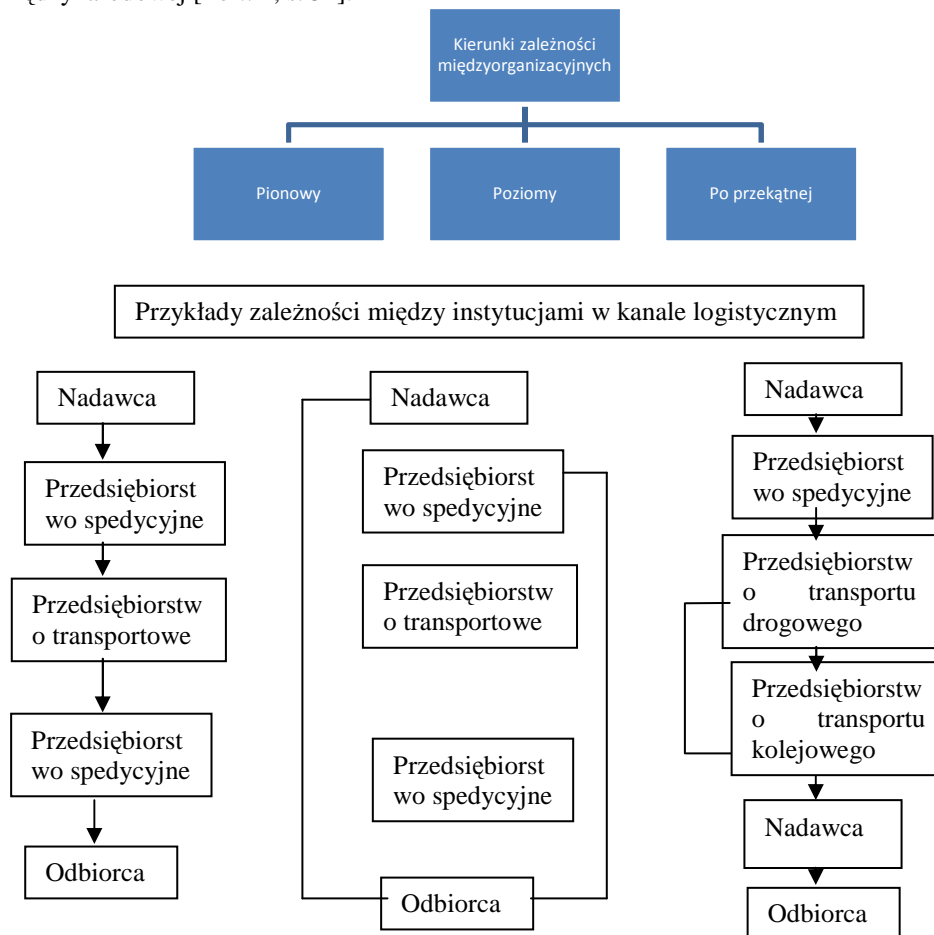 Kierunki zależności
międzyorganizacyjnych
Pionowy
Poziomy
Po przekątnej
Przykłady zależności między instytucjami w kanale logistycznym
Nadawca
Przedsiębiorst
wo spedycyjne
Przedsiębiorstw
o transportowe
Przedsiębiorst
wo spedycyjne
Odbiorca
Nadawca
Przedsiębiorst
wo spedycyjne
Przedsiębiorstw
o transportowe
Przedsiębiorst
wo spedycyjne
Odbiorca
Nadawca
Przedsiębiorst
wo spedycyjne
Przedsiębiorstw
o transportu
drogowego
Przedsiębiorstw
o transportu
kolejowego
Nadawca
Odbiorca